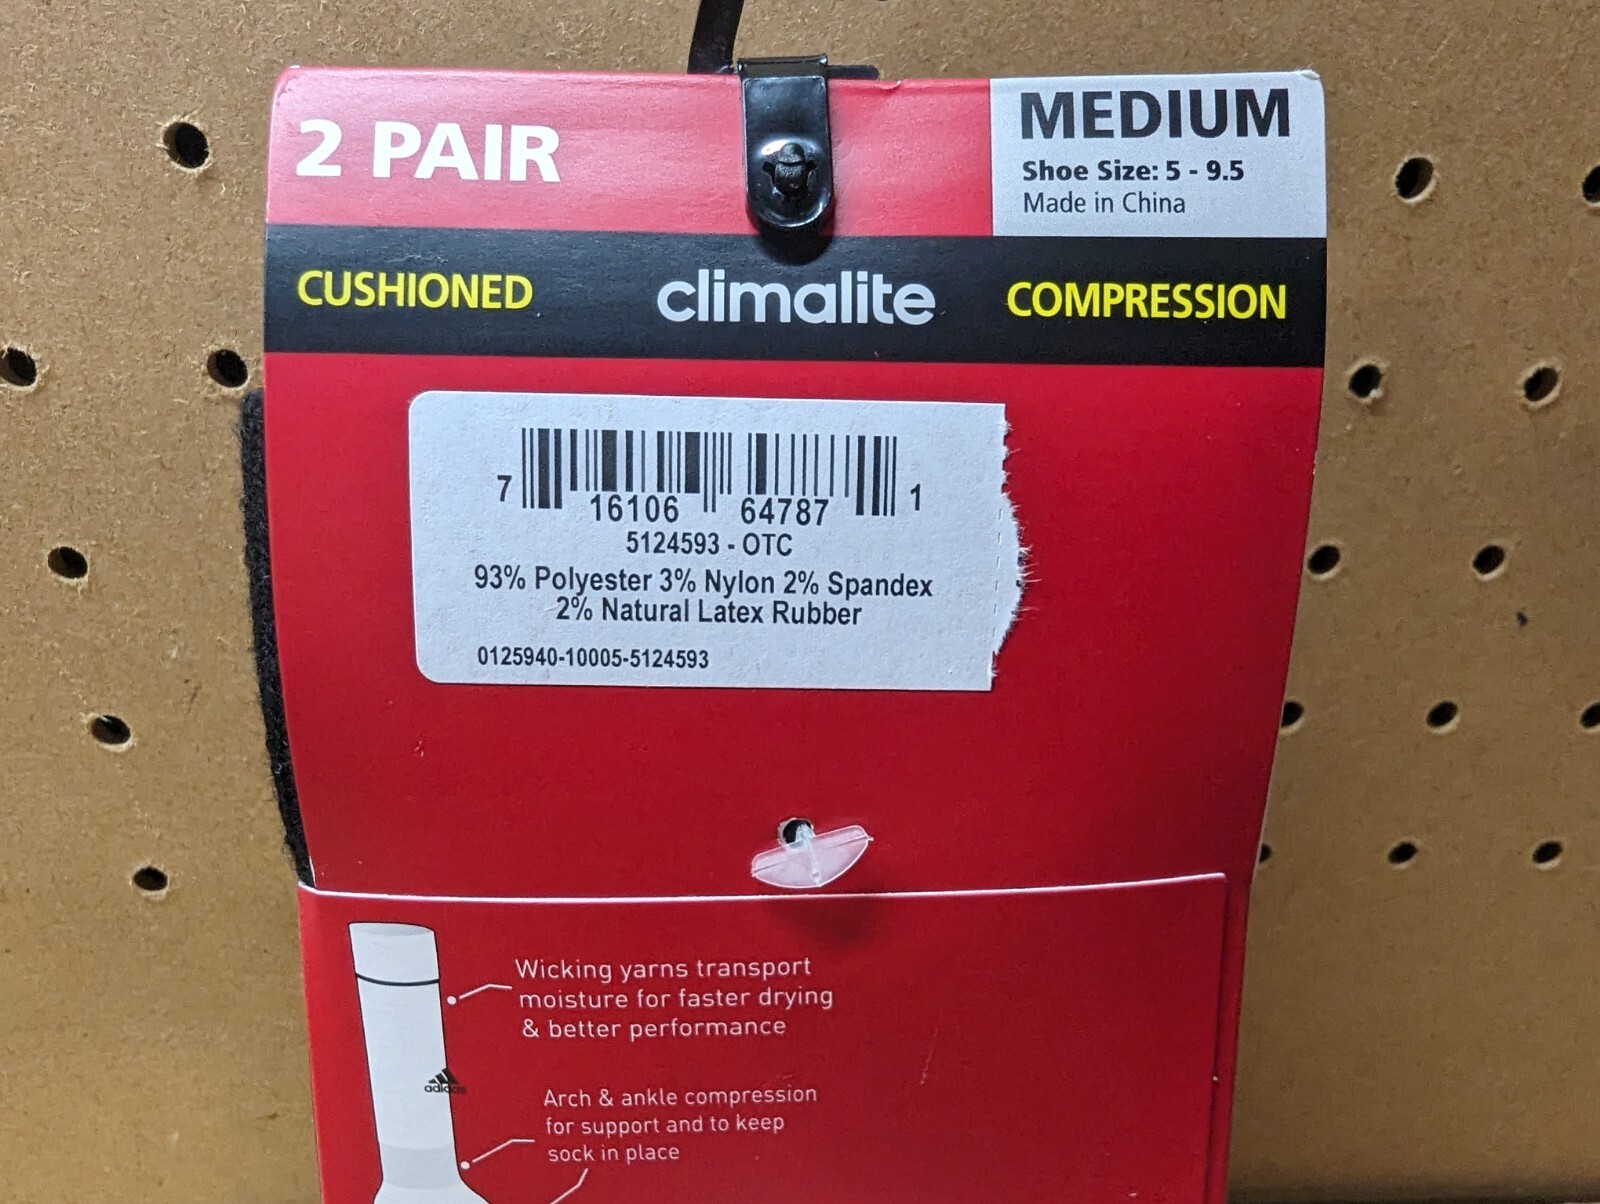 2 PAIR
MEDIUM
Shoe Size: 5 - 9.5
Made in China
CUSHIONED
climalite
COMPRESSION
7 16106 64787 1
5124593 - OTC
93% Polyester 3% Nylon 2% Spandex
2% Natural Latex Rubber
0125940-10005-5124593
Wicking yarns transport
moisture for faster drying
& better performance
adidas
Arch & ankle compression
for support and to keep
sock in place